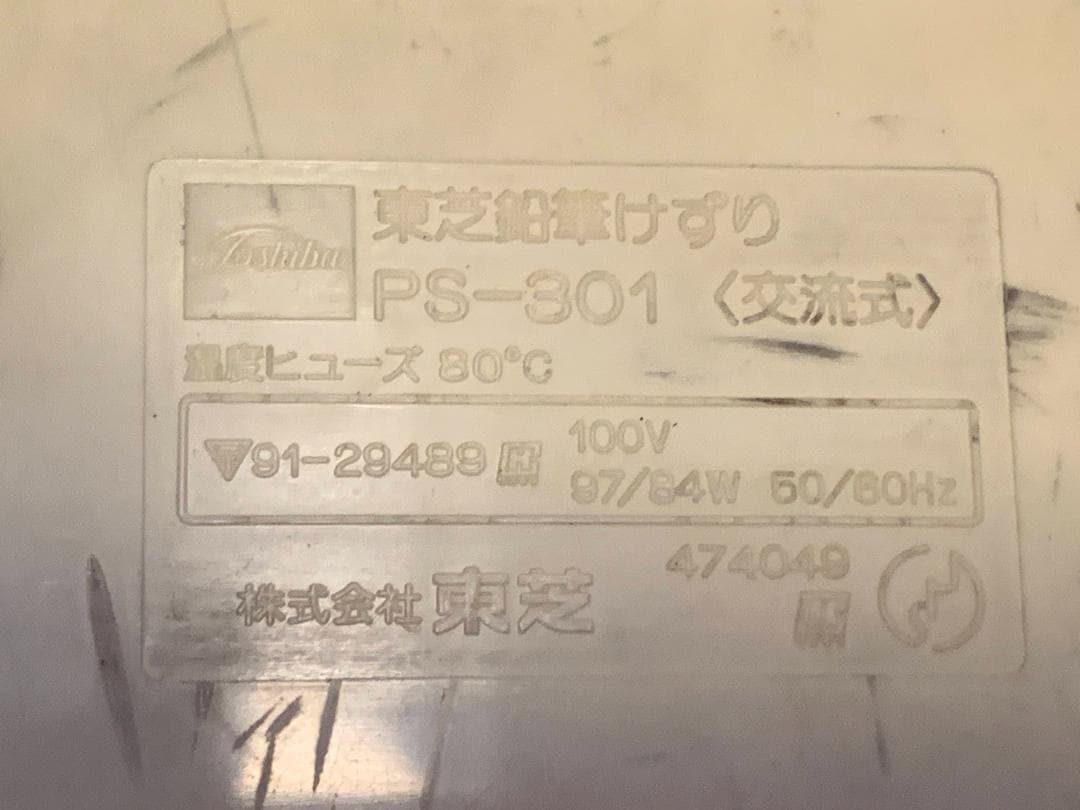 Toshiba
東芝鉛筆けずり
PS-301 〈交流式〉
温度ヒューズ 80°C
▽T 91-29489
100V
97/84W 50/60Hz
474049
株式会社 東芝